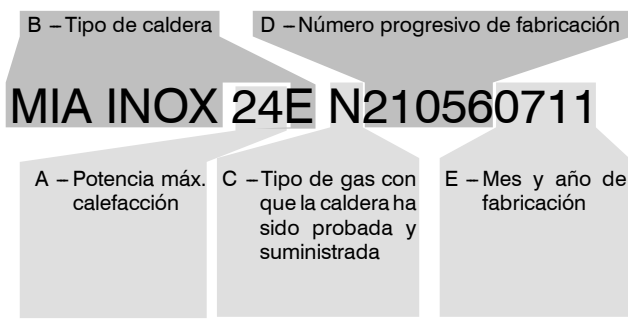 B – Tipo de caldera
D – Número progresivo de fabricación
MIA INOX 24E N210560711
A – Potencia máx.
calefacción
C – Tipo de gas con
que la caldera ha
sido probada y
suministrada
E – Mes y año de
fabricación